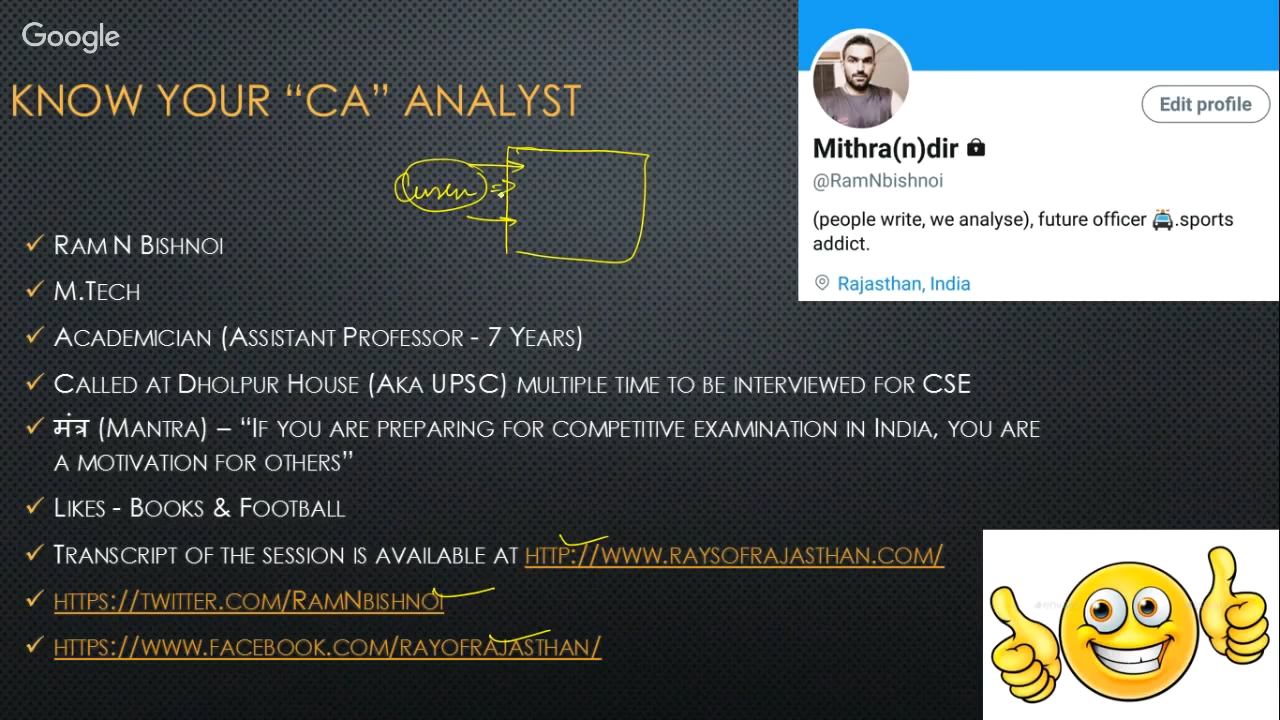 Google
KNOW YOUR “CA” ANALYST
Edit profile
Mithra(n)dir
@RamNbishnoi
(people write, we analyse), future officer 🚔.sports
addict.
Rajasthan, India
✓ RAM N BISHNOI
✓ M.TECH
✓ ACADEMICIAN (ASSISTANT PROFESSOR - 7 YEARS)
✓ CALLED AT DHOLPUR HOUSE (AKA UPSC) MULTIPLE TIME TO BE INTERVIEWED FOR CSE
✓ मंत्र (MANTRA) – “IF YOU ARE PREPARING FOR COMPETITIVE EXAMINATION IN INDIA, YOU ARE
A MOTIVATION FOR OTHERS”
✓ LIKES - BOOKS & FOOTBALL
✓ TRANSCRIPT OF THE SESSION IS AVAILABLE AT HTTP://WWW.RAYSOFRAJASTHAN.COM/
✓ HTTPS://TWITTER.COM/RAMNBISHNOI
✓ HTTPS://WWW.FACEBOOK.COM/RAYOFRAJASTHAN/